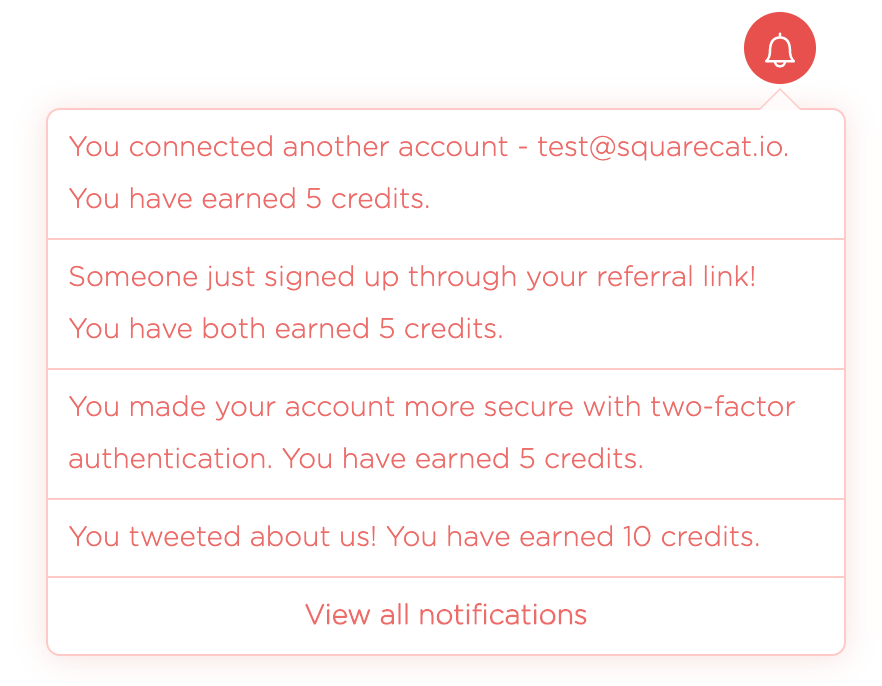 You connected another account - test@squarecat.io.
You have earned 5 credits.
Someone just signed up through your referral link!
You have both earned 5 credits.
You made your account more secure with two-factor
authentication. You have earned 5 credits.
You tweeted about us! You have earned 10 credits.
View all notifications